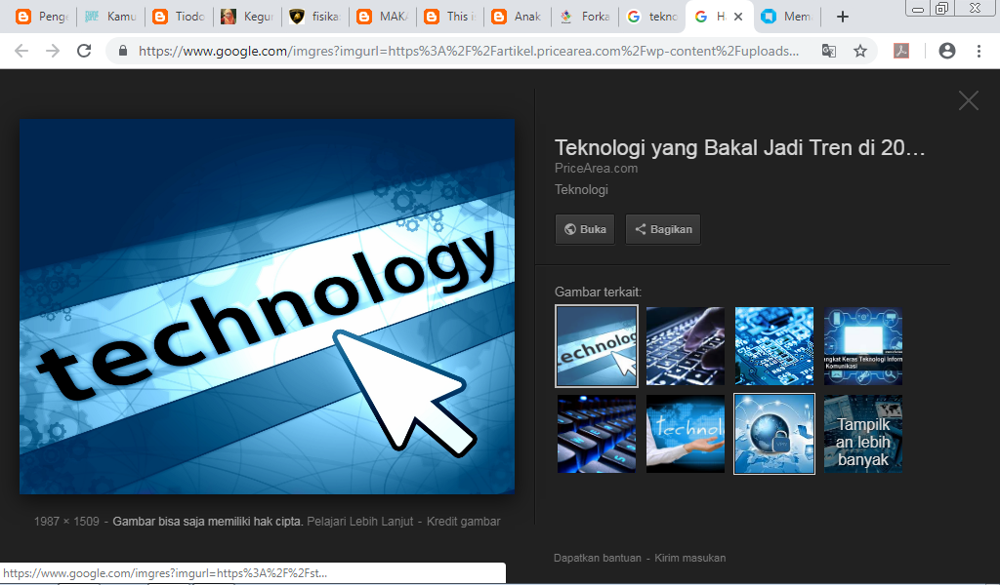 Peng
Kamu
Tiod
Kegu
fisika
MAKA
This i
Anak
Forka
tekno
H
Mem
https://www.google.com/imgres?imgurl=https%3A%2F%2Fartikel.pricearea.com%2Fwp-content%2Fuploads...
technology
1987 × 1509 - Gambar bisa saja memiliki hak cipta. Pelajari Lebih Lanjut - Kredit gambar
Teknologi yang Bakal Jadi Tren di 20…
PriceArea.com
Teknologi
Buka
Bagikan
Gambar terkait:
technolog
angkat Keras Teknologi Inform
Komunikasi
technol
Tampilk
an lebih
banyak
Dapatkan bantuan - Kirim masukan
https://www.google.com/imgres?imgurl=https%3A%2F%2Fst...